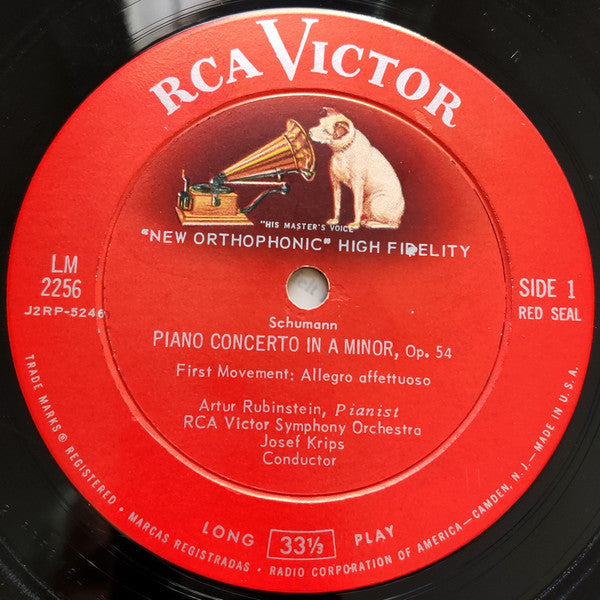 RCA VICTOR
"HIS MASTER'S VOICE"
"NEW ORTHOPHONIC" HIGH FIDELITY
LM
2256
J2RP-5246
SIDE 1
RED SEAL
Schumann
PIANO CONCERTO IN A MINOR, Op. 54
First Movement: Allegro affettuoso
Artur Rubinstein, Pianist
RCA Victor Symphony Orchestra
Josef Krips
Conductor
LONG 33⅓ PLAY
TRADE MARKS ® REGISTERED • MARCAS REGISTRADAS • RADIO CORPORATION OF AMERICA—CAMDEN, N. J.—MADE IN U.S.A.